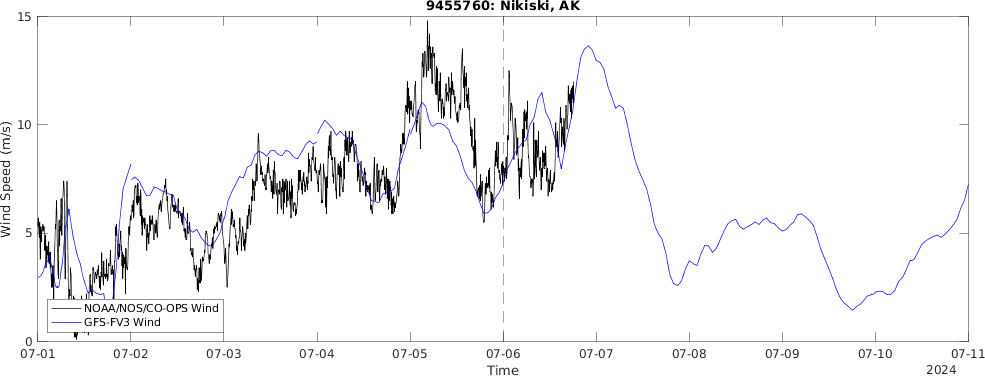 9455760: Nikiski, AK
Wind Speed (m/s)
15
10
5
0
NOAA/NOS/CO-OPS Wind
GFS-FV3 Wind
07-01 07-02 07-03 07-04 07-05 07-06 07-07 07-08 07-09 07-10 07-11
Time
2024